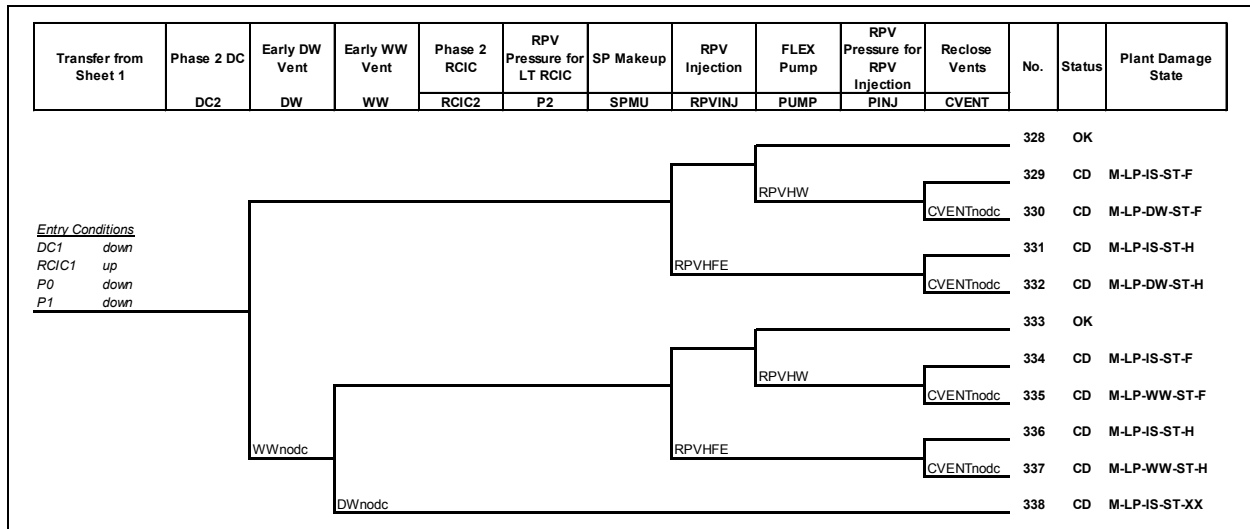 Transfer from Sheet 1
Phase 2 DC
Early DW Vent
Early WW Vent
Phase 2 RCIC
RPV Pressure for LT RCIC
SP Makeup
RPV Injection
FLEX Pump
RPV Pressure for RPV Injection
Reclose Vents
No.
Status
Plant Damage State
DC2
DW
WW
RCIC2
P2
SPMU
RPVINJ
PUMP
PINJ
CVENT
328 OK
329 CD M-LP-IS-ST-F
RPVHW
CVENTnodc 330 CD M-LP-DW-ST-F
Entry Conditions
DC1 down
RCIC1 up
P0 down
P1 down
331 CD M-LP-IS-ST-H
RPVHFE
CVENTnodc 332 CD M-LP-DW-ST-H
333 OK
334 CD M-LP-IS-ST-F
RPVHW
CVENTnodc 335 CD M-LP-WW-ST-F
336 CD M-LP-IS-ST-H
WWnodc
RPVHFE
CVENTnodc 337 CD M-LP-WW-ST-H
DWnodc
338 CD M-LP-IS-ST-XX